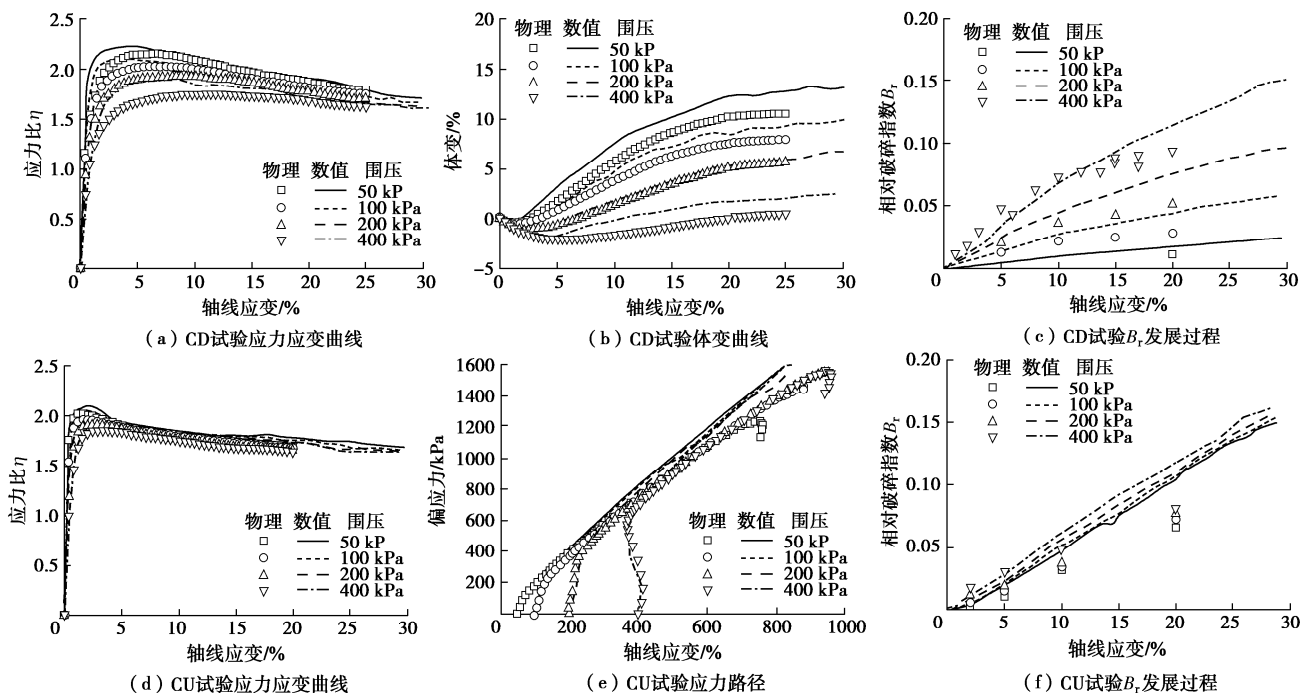 应力比η
2.5
2.0
1.5
1.0
0.5
0 5 10 15 20 25 30
物理 数值 围压
50 kP
100 kPa
200 kPa
400 kPa
轴线应变/%
(a) CD试验应力应变曲线
体变/%
20
15
10
5
0
-5
0 5 10 15 20 25 30
物理 数值 围压
50 kP
100 kPa
200 kPa
400 kPa
轴线应变/%
(b) CD试验体变曲线
相对破碎指数Br
0.20
0.15
0.10
0.05
0 5 10 15 20 25 30
物理 数值 围压
50 kP
100 kPa
200 kPa
400 kPa
轴线应变/%
(c) CD试验Br发展过程
应力比η
2.5
2.0
1.5
1.0
0.5
0 5 10 15 20 25 30
物理 数值 围压
50 kP
100 kPa
200 kPa
400 kPa
轴线应变/%
(d) CU试验应力应变曲线
偏应力/kPa
1600
1400
1200
1000
800
600
400
200
0 200 400 600 800 1000
物理 数值 围压
50 kP
100 kPa
200 kPa
400 kPa
轴线应变/%
(e) CU试验应力路径
相对破碎指数Br
0.20
0.15
0.10
0.05
0 5 10 15 20 25 30
物理 数值 围压
50 kP
100 kPa
200 kPa
400 kPa
轴线应变/%
(f) CU试验Br发展过程